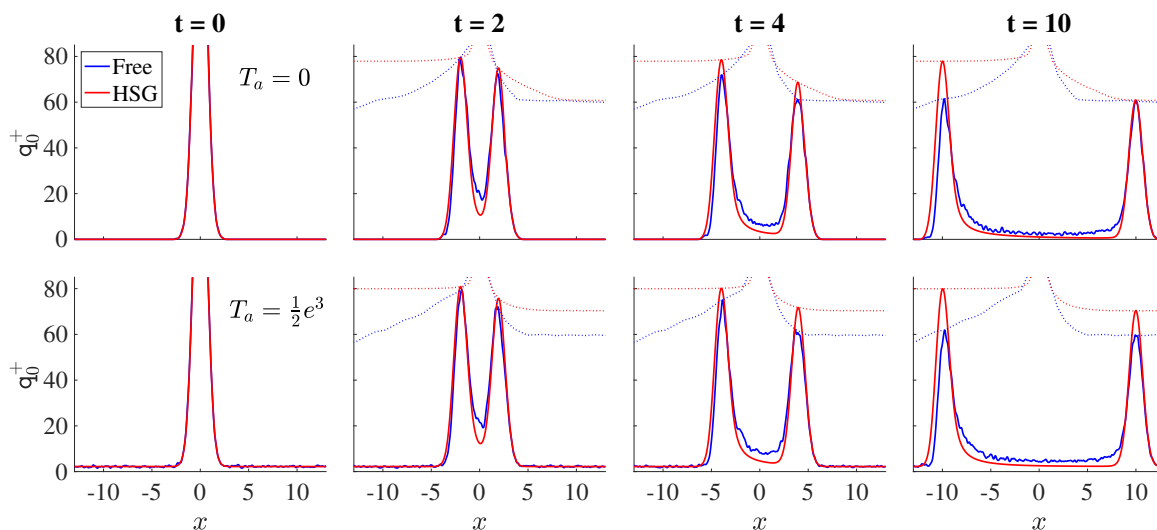 t = 0 t = 2 t = 4 t = 10
80 Free T_a = 0
60 HSG
q_0^+
40
20
0
80 T_a = \frac{1}{2}e^3
60
q_0^+
40
20
0
-10 -5 0 5 10 -10 -5 0 5 10 -10 -5 0 5 10 -10 -5 0 5 10
x x x x